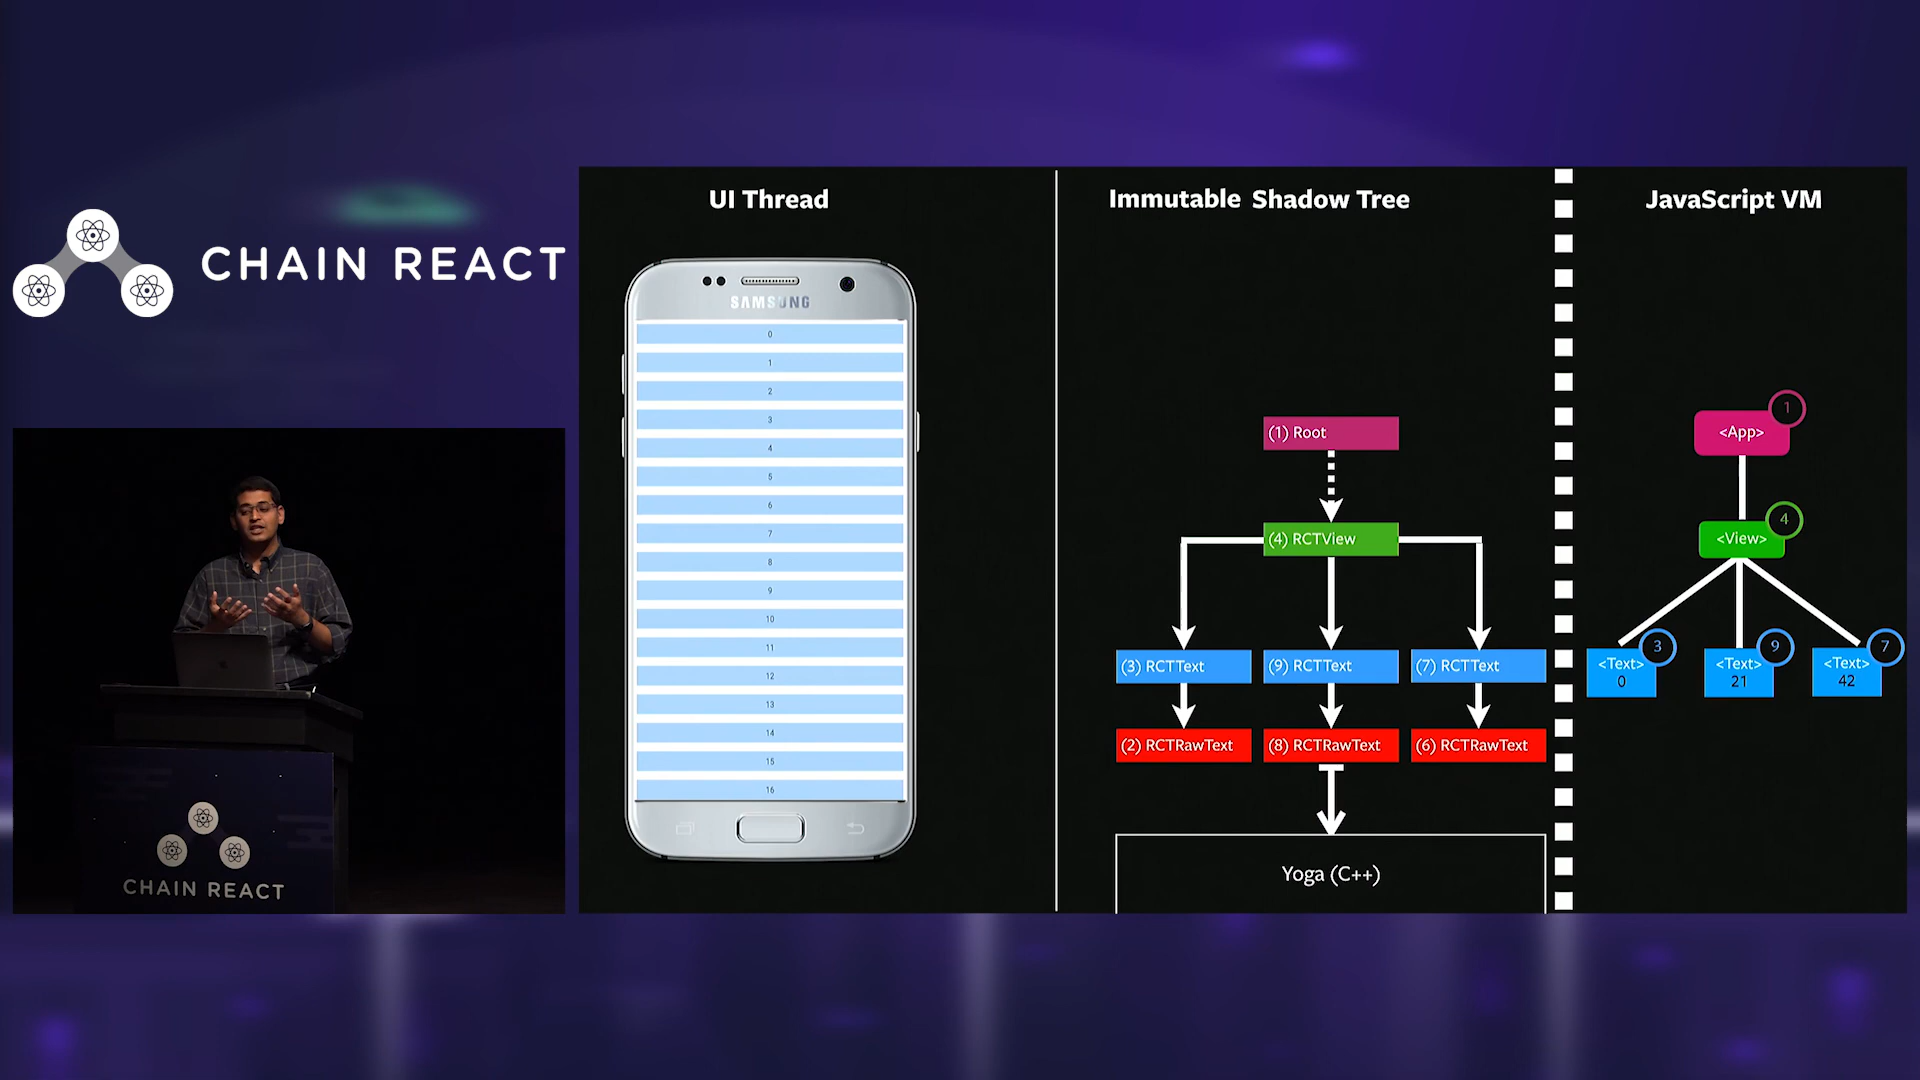 CHAIN REACT
CHAIN REACT
UI Thread
SAMSUNG
0
1
2
3
4
5
6
7
8
9
10
11
12
13
14
15
16
Immutable Shadow Tree
(1) Root
(4) RCTView
(3) RCTText
(9) RCTText
(7) RCTText
(2) RCTRawText
(8) RCTRawText
(6) RCTRawText
Yoga (C++)
JavaScript VM
1
<App>
4
<View>
3
<Text>
0
9
<Text>
21
7
<Text>
42